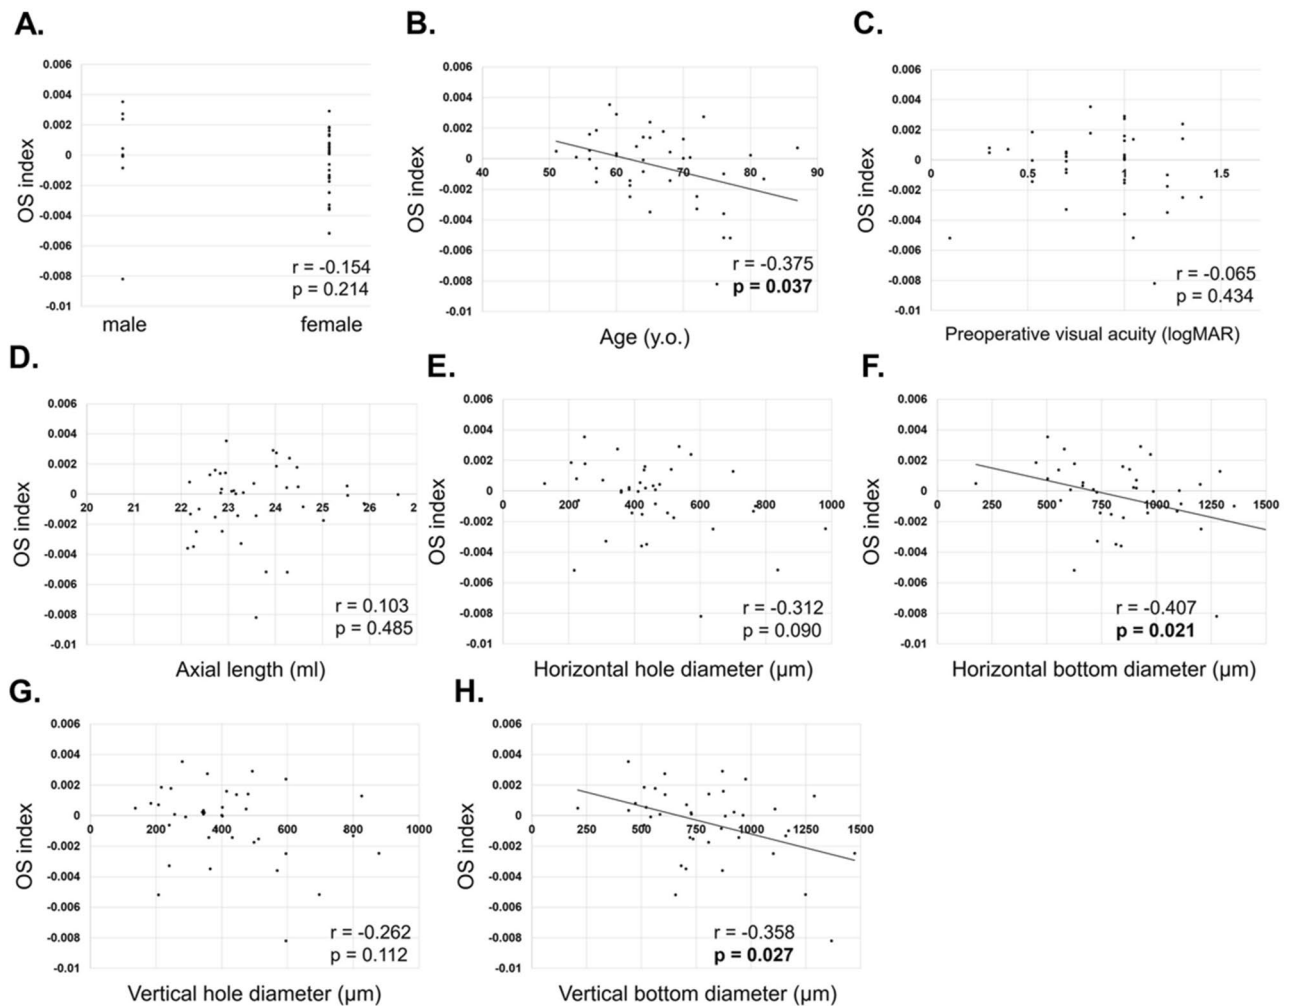 A.
0.006
0.004
0.002
0
-0.002
-0.004
-0.006
-0.008
-0.01
OS index
r = -0.154
p = 0.214
male female
B.
0.006
0.004
0.002
0
-0.002
-0.004
-0.006
-0.008
-0.01
40 50 60 70 80 90
OS index
r = -0.375
p = 0.037
Age (y.o.)
C.
0.006
0.004
0.002
0
-0.002
-0.004
-0.006
-0.008
-0.01
0 0.5 1 1.5
OS index
r = -0.065
p = 0.434
Preoperative visual acuity (logMAR)
D.
0.006
0.004
0.002
0
-0.002
-0.004
-0.006
-0.008
-0.01
20 21 22 23 24 25 26 2
OS index
r = 0.103
p = 0.485
Axial length (ml)
E.
0.006
0.004
0.002
0
-0.002
-0.004
-0.006
-0.008
-0.01
0 200 400 600 800 1000
OS index
r = -0.312
p = 0.090
Horizontal hole diameter (µm)
F.
0.006
0.004
0.002
0
-0.002
-0.004
-0.006
-0.008
-0.01
0 250 500 750 1000 1250 1500
OS index
r = -0.407
p = 0.021
Horizontal bottom diameter (µm)
G.
0.006
0.004
0.002
0
-0.002
-0.004
-0.006
-0.008
-0.01
0 200 400 600 800 1000
OS index
r = -0.262
p = 0.112
Vertical hole diameter (µm)
H.
0.006
0.004
0.002
0
-0.002
-0.004
-0.006
-0.008
-0.01
0 250 500 750 1000 1250 1500
OS index
r = -0.358
p = 0.027
Vertical bottom diameter (µm)